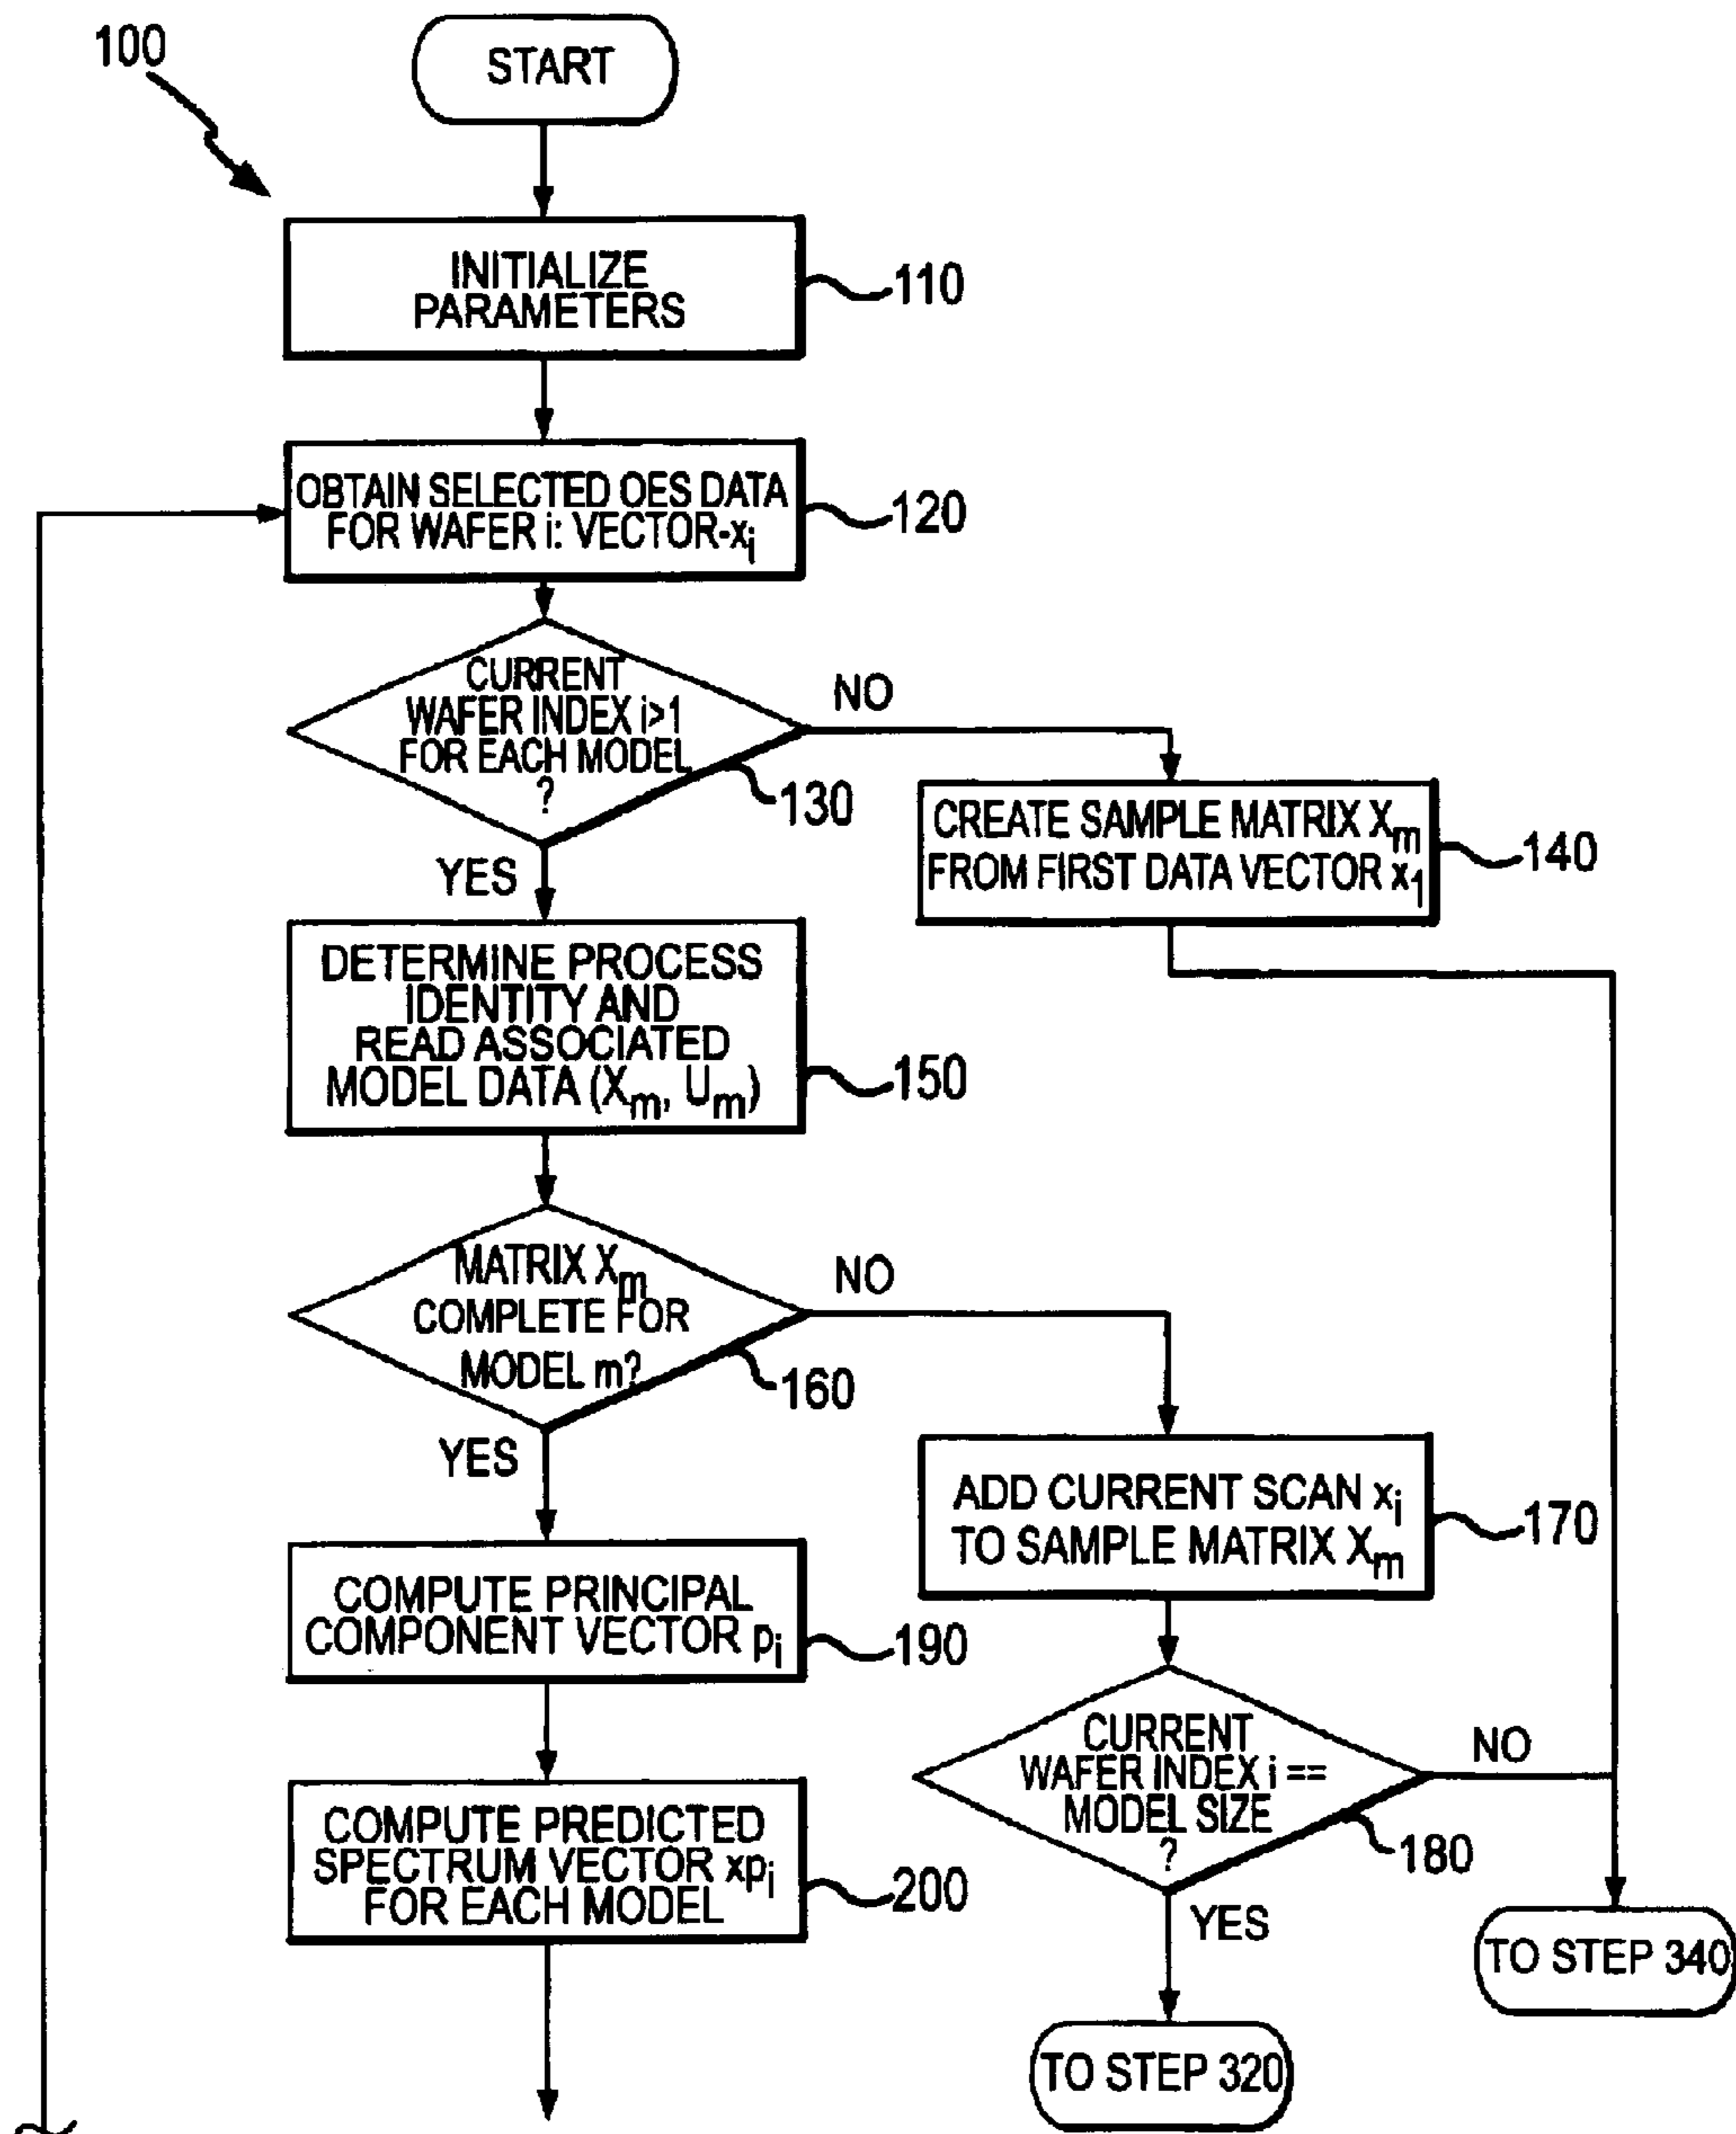 100
START
INITIALIZE
PARAMETERS
110
OBTAIN SELECTED OES DATA
FOR WAFER i: VECTOR-xi
120
CURRENT
WAFER INDEX i>1
FOR EACH MODEL
?
NO
130
YES
CREATE SAMPLE MATRIX Xm
FROM FIRST DATA VECTOR x1
140
DETERMINE PROCESS
IDENTITY AND
READ ASSOCIATED
MODEL DATA (Xm, Um)
150
MATRIX Xm
COMPLETE FOR
MODEL m?
NO
160
YES
ADD CURRENT SCAN xi
TO SAMPLE MATRIX Xm
170
COMPUTE PRINCIPAL
COMPONENT VECTOR pi
190
CURRENT
WAFER INDEX i ==
MODEL SIZE
?
NO
180
YES
COMPUTE PREDICTED
SPECTRUM VECTOR xpi
FOR EACH MODEL
200
TO STEP 340
TO STEP 320